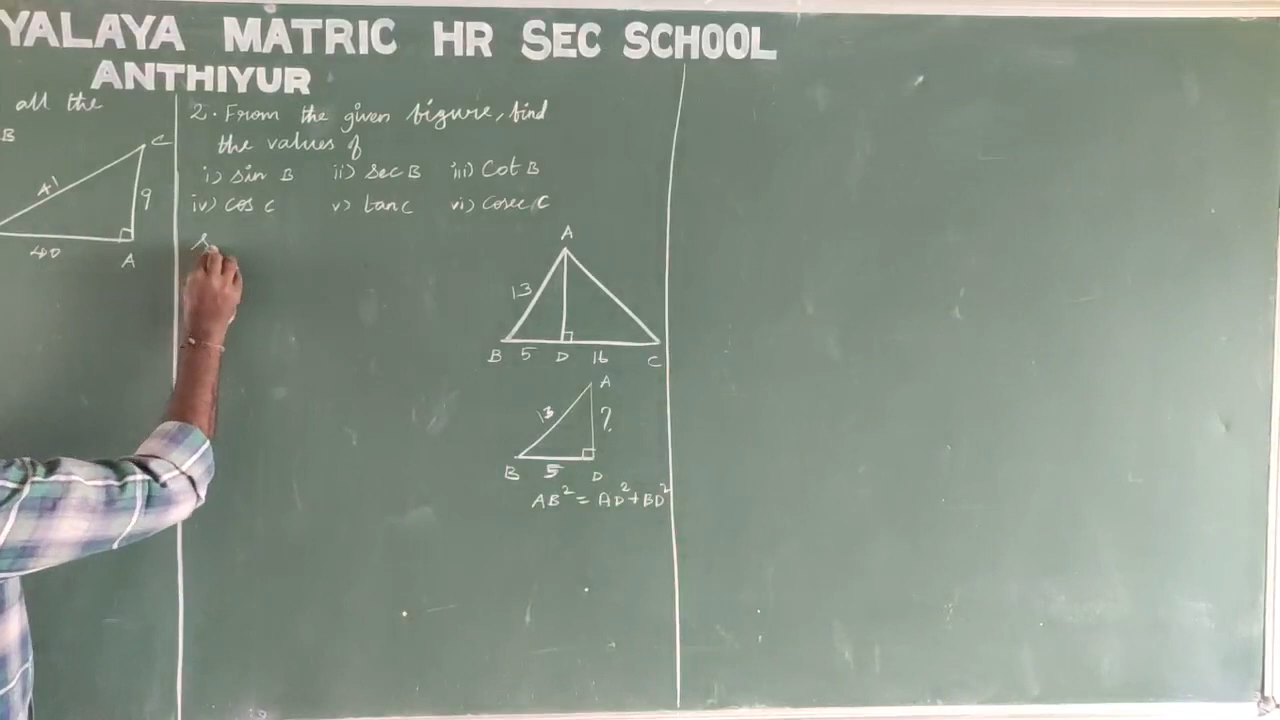 YALAYA MATRIC HR SEC SCHOOL
ANTHIYUR
all the
B
C
41
9
40
A
2. From the given figure, find
the values of
i) sin B ii) sec B iii) Cot B
iv) cos C v) tan C vi) Cosec C
A
13
B 5 D 16 C
A
13 ?
B 5 D
AB² = AD² + BD²